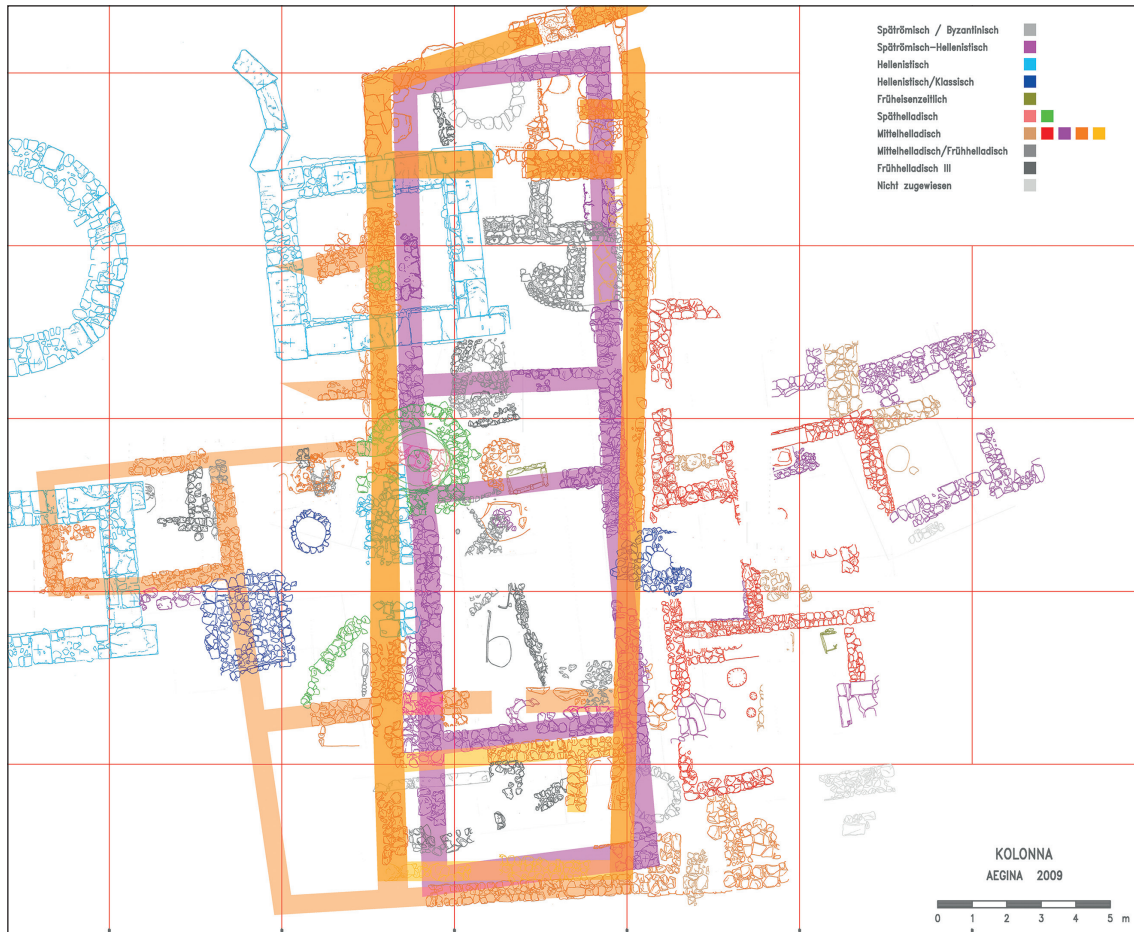 Spätrömisch / Byzantinisch
Spätrömisch-Hellenistisch
Hellenistisch
Hellenistisch/Klassisch
Früheisenzeitlich
Späthelladisch
Mittelhelladisch
Mittelhelladisch/Frühhelladisch
Frühhelladisch III
Nicht zugewiesen
KOLONNA
AEGINA 2009
0 1 2 3 4 5 m